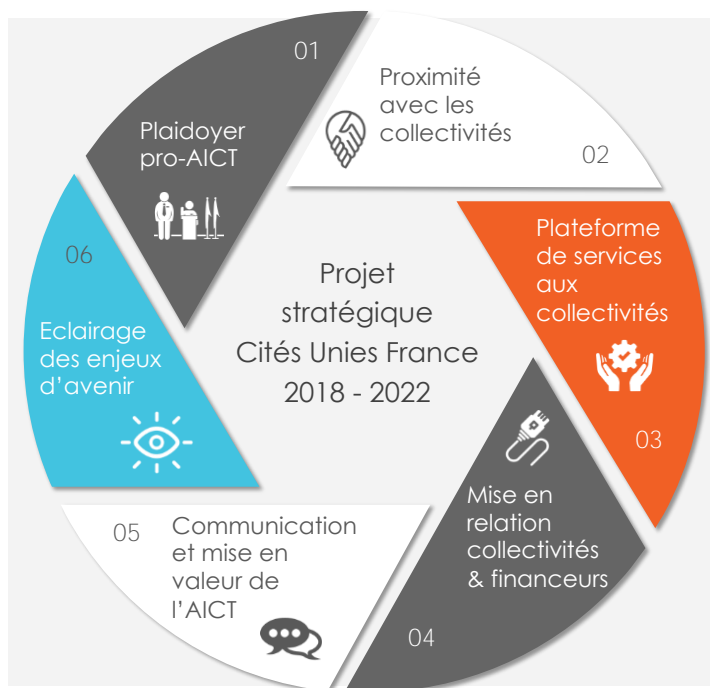 Projet
stratégique
Cités Unies France
2018 - 2022
01
Plaidoyer
pro-AICT
Proximité
avec les
collectivités
02
Plateforme
de services
aux
collectivités
03
Mise en
relation
collectivités
& financeurs
04
05
Communication
et mise en
valeur de
l’AICT
06
Eclairage
des enjeux
d’avenir